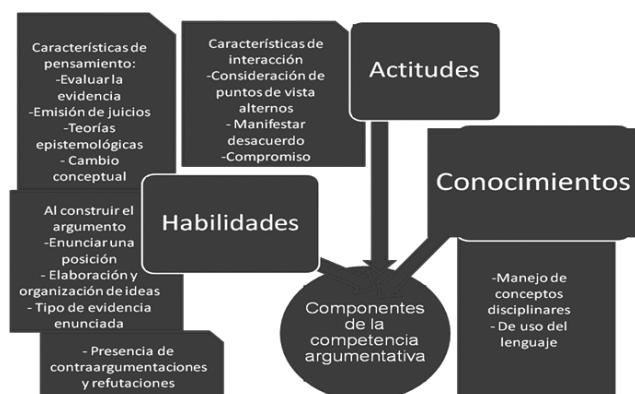 Características de
pensamiento:
-Evaluar la
evidencia
-Emisión de juicios
-Teorías
epistemológicas
- Cambio
conceptual
Características de
interacción
-Consideración de
puntos de vista
alternos
- Manifestar
desacuerdo
-Compromiso
Actitudes
Conocimientos
Habilidades
Al construir el
argumento
-Enunciar una
posición
- Elaboración y
organización de ideas
- Tipo de evidencia
enunciada
- Presencia de
contraargumentaciones
y refutaciones
Componentes
de la
competencia
argumentativa
-Manejo de
conceptos
disciplinares
- De uso del
lenguaje